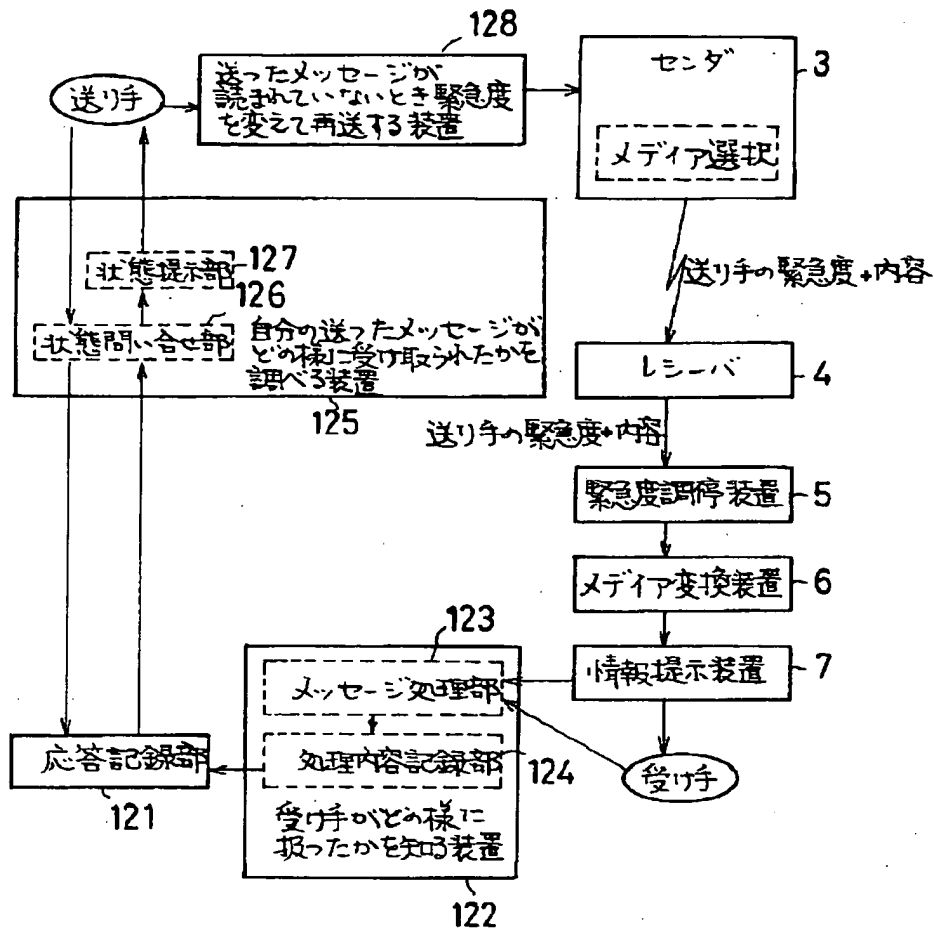 128
送り手
送ったメッセージが
読まれていないとき緊急度
を変えて再送する装置
センダ
3
メディア選択
状態提示部
127
126
状態問い合せ部
自分の送ったメッセージが
どの様に受け取られたかを
調べる装置
125
送り手の緊急度+内容
レシーバ
4
送り手の緊急度+内容
緊急度調停装置
5
メディア変換装置
6
123
メッセージ処理部
情報提示装置
7
応答記録部
121
処理内容記録部
124
受け手
受け手がどの様に
扱ったかを知る装置
122